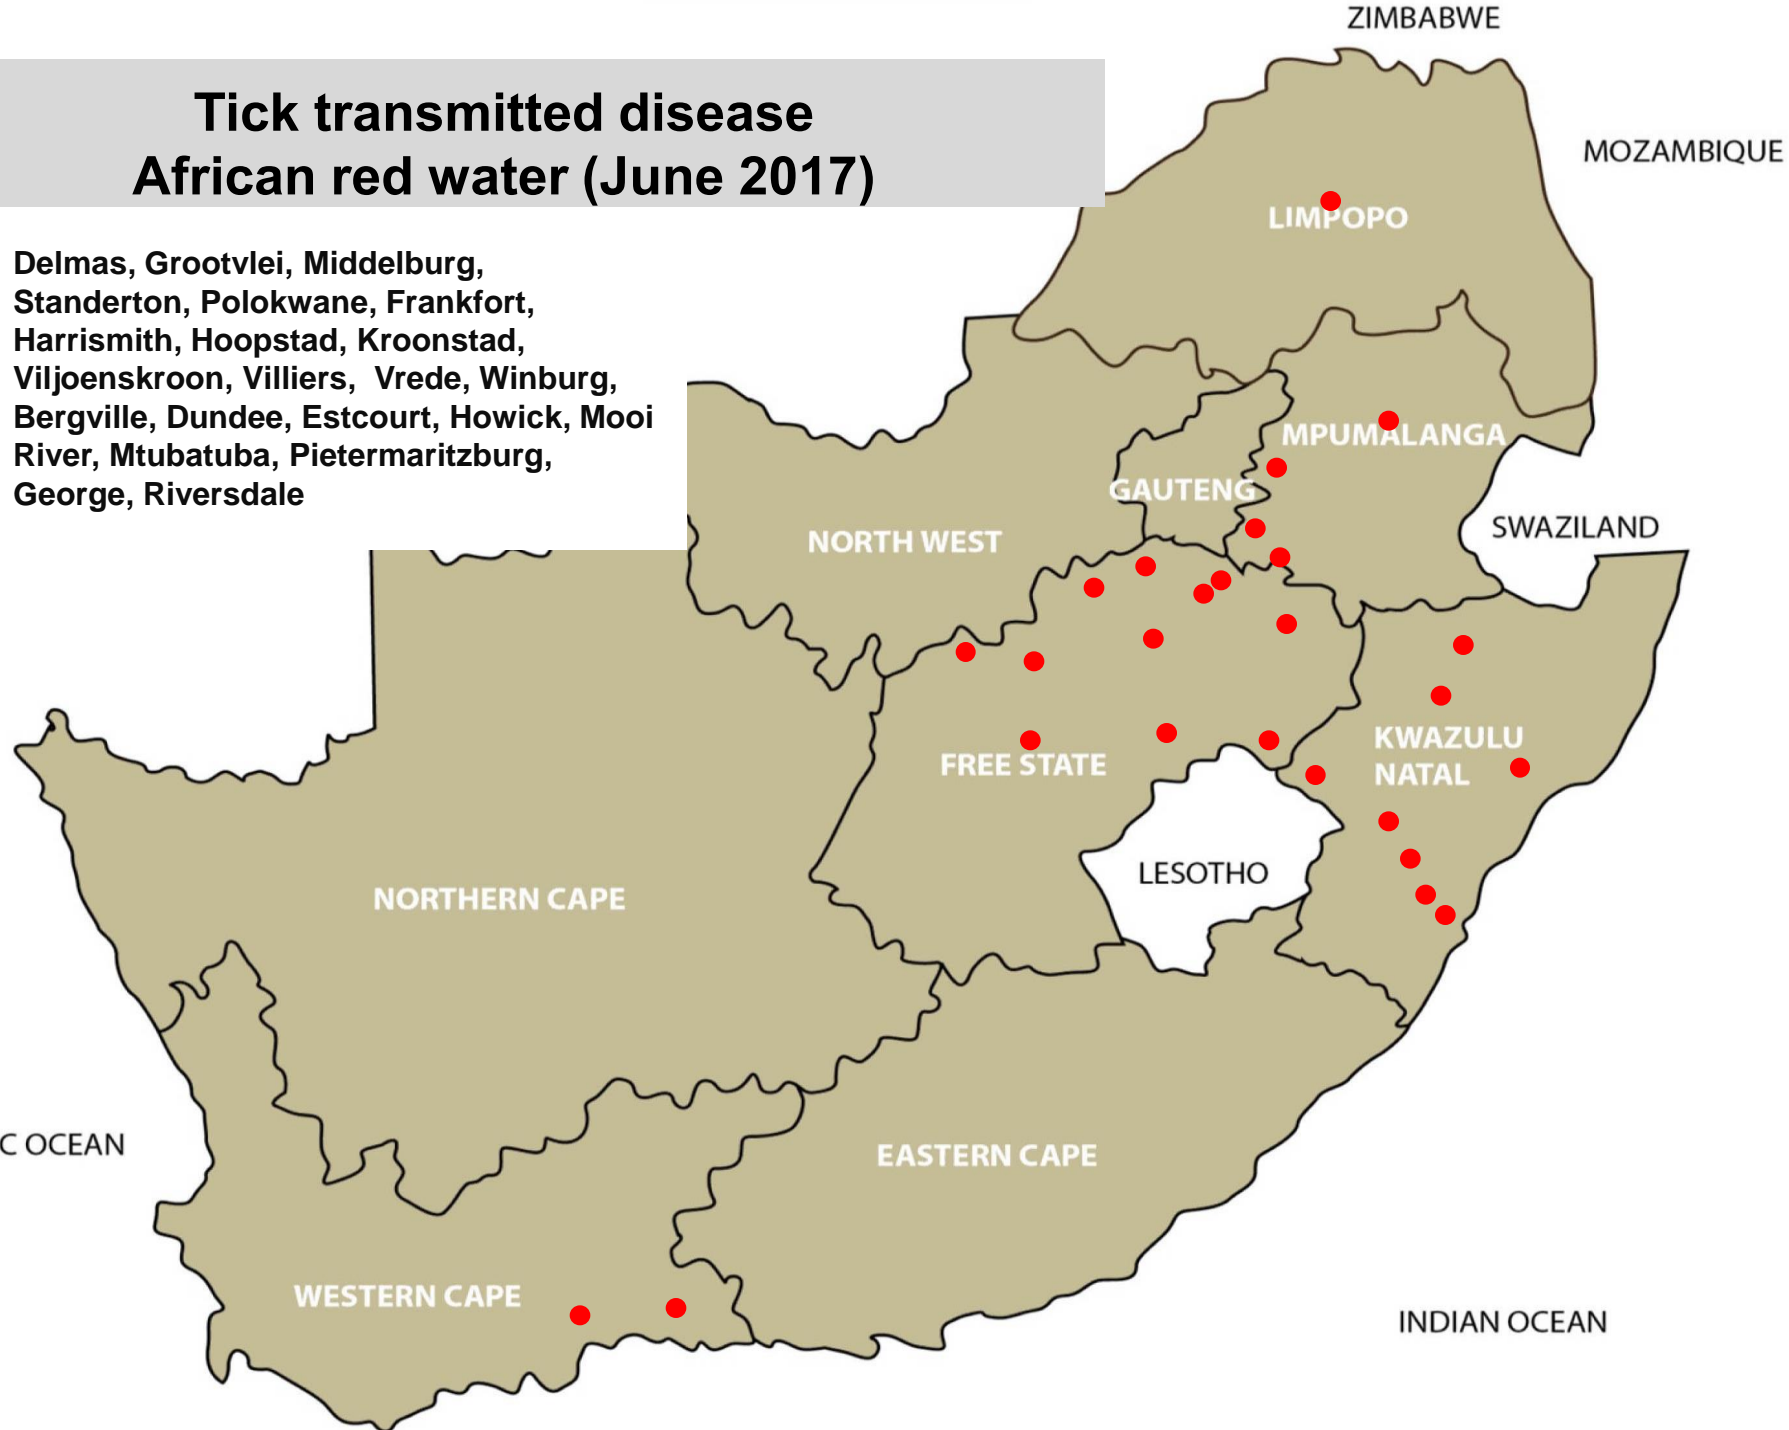 ZIMBABWE
Tick transmitted disease
African red water (June 2017)
MOZAMBIQUE
LIMPOPO
Delmas, Grootvlei, Middelburg,
Standerton, Polokwane, Frankfort,
Harrismith, Hoopstad, Kroonstad,
Viljoenskroon, Villiers, Vrede, Winburg,
Bergville, Dundee, Estcourt, Howick, Mooi
River, Mtubatuba, Pietermaritzburg,
George, Riversdale
MPUMALANGA
GAUTENG
SWAZILAND
NORTH WEST
KWAZULU
NATAL
FREE STATE
LESOTHO
NORTHERN CAPE
C OCEAN
EASTERN CAPE
WESTERN CAPE
INDIAN OCEAN